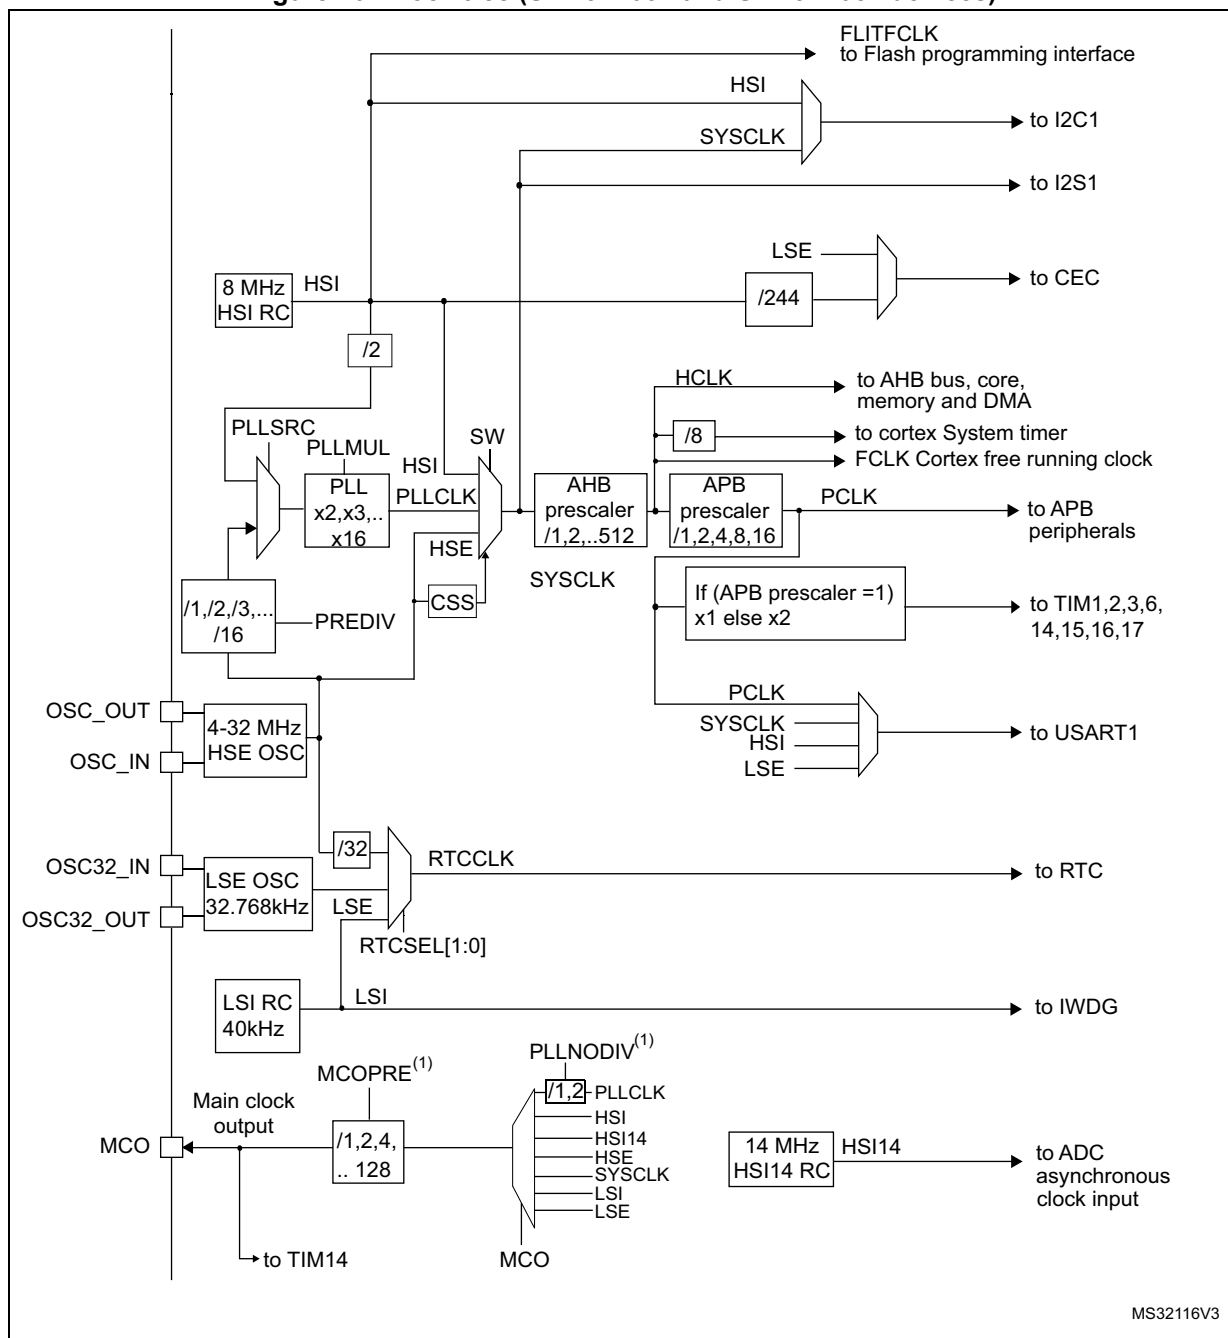 FLITFCLK
to Flash programming interface
HSI
to I2C1
SYSCLK
to I2S1
LSE
to CEC
8 MHz
HSI RC
HSI
/244
/2
HCLK
to AHB bus, core,
memory and DMA
/8
to cortex System timer
FCLK Cortex free running clock
PLLSRC
PLLMUL
SW
HSI
PLL
x2,x3,..
x16
PLLCLK
HSE
AHB
prescaler
/1,2,..512
APB
prescaler
/1,2,4,8,16
PCLK
to APB
peripherals
SYSCLK
CSS
/1,/2,/3,...
/16
PREDIV
If (APB prescaler =1)
x1 else x2
to TIM1,2,3,6,
14,15,16,17
OSC_OUT
OSC_IN
4-32 MHz
HSE OSC
PCLK
SYSCLK
HSI
LSE
to USART1
/32
RTCCLK
to RTC
OSC32_IN
OSC32_OUT
LSE OSC
32.768kHz
LSE
RTCSEL[1:0]
LSI RC
40kHz
LSI
to IWDG
PLLNODIV(1)
MCOPRE(1)
/1,2
PLLCLK
HSI
HSI14
HSE
SYSCLK
LSI
LSE
Main clock
output
MCO
/1,2,4,
.. 128
14 MHz
HSI14 RC
HSI14
to ADC
asynchronous
clock input
to TIM14
MCO
MS32116V3